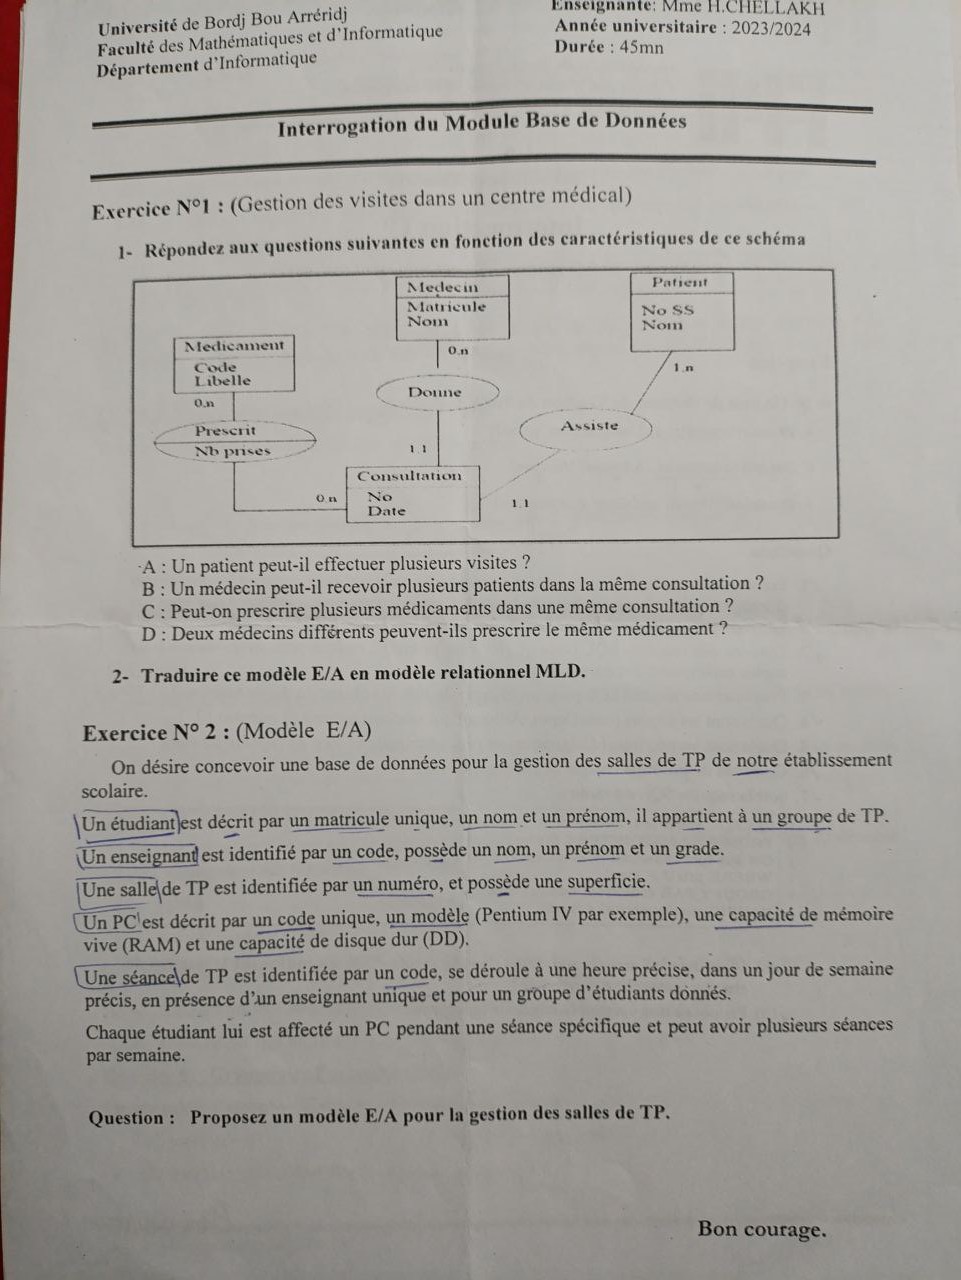 Université de Bordj Bou Arréridj
Faculté des Mathématiques et d'Informatique
Département d'Informatique
Enseignante: Mme H.CHELLAKH
Année universitaire : 2023/2024
Durée : 45mn
Interrogation du Module Base de Données
Exercice N°1 : (Gestion des visites dans un centre médical)
1- Répondez aux questions suivantes en fonction des caractéristiques de ce schéma
Medecin
Matricule
Nom
Patient
No SS
Nom
Medicament
Code
Libelle
0.n
1.n
0.n
Donne
Assiste
Prescrit
Nb prises
1.1
Consultation
No
Date
0.n
1.1
A : Un patient peut-il effectuer plusieurs visites ?
B : Un médecin peut-il recevoir plusieurs patients dans la même consultation ?
C : Peut-on prescrire plusieurs médicaments dans une même consultation ?
D : Deux médecins différents peuvent-ils prescrire le même médicament ?
2- Traduire ce modèle E/A en modèle relationnel MLD.
Exercice N° 2 : (Modèle E/A)
On désire concevoir une base de données pour la gestion des salles de TP de notre établissement
scolaire.
Un étudiant est décrit par un matricule unique, un nom et un prénom, il appartient à un groupe de TP.
Un enseignant est identifié par un code, possède un nom, un prénom et un grade.
Une salle de TP est identifiée par un numéro, et possède une superficie.
Un PC est décrit par un code unique, un modèle (Pentium IV par exemple), une capacité de mémoire
vive (RAM) et une capacité de disque dur (DD).
Une séance de TP est identifiée par un code, se déroule à une heure précise, dans un jour de semaine
précis, en présence d'un enseignant unique et pour un groupe d'étudiants donnés.
Chaque étudiant lui est affecté un PC pendant une séance spécifique et peut avoir plusieurs séances
par semaine.
Question : Proposez un modèle E/A pour la gestion des salles de TP.
Bon courage.